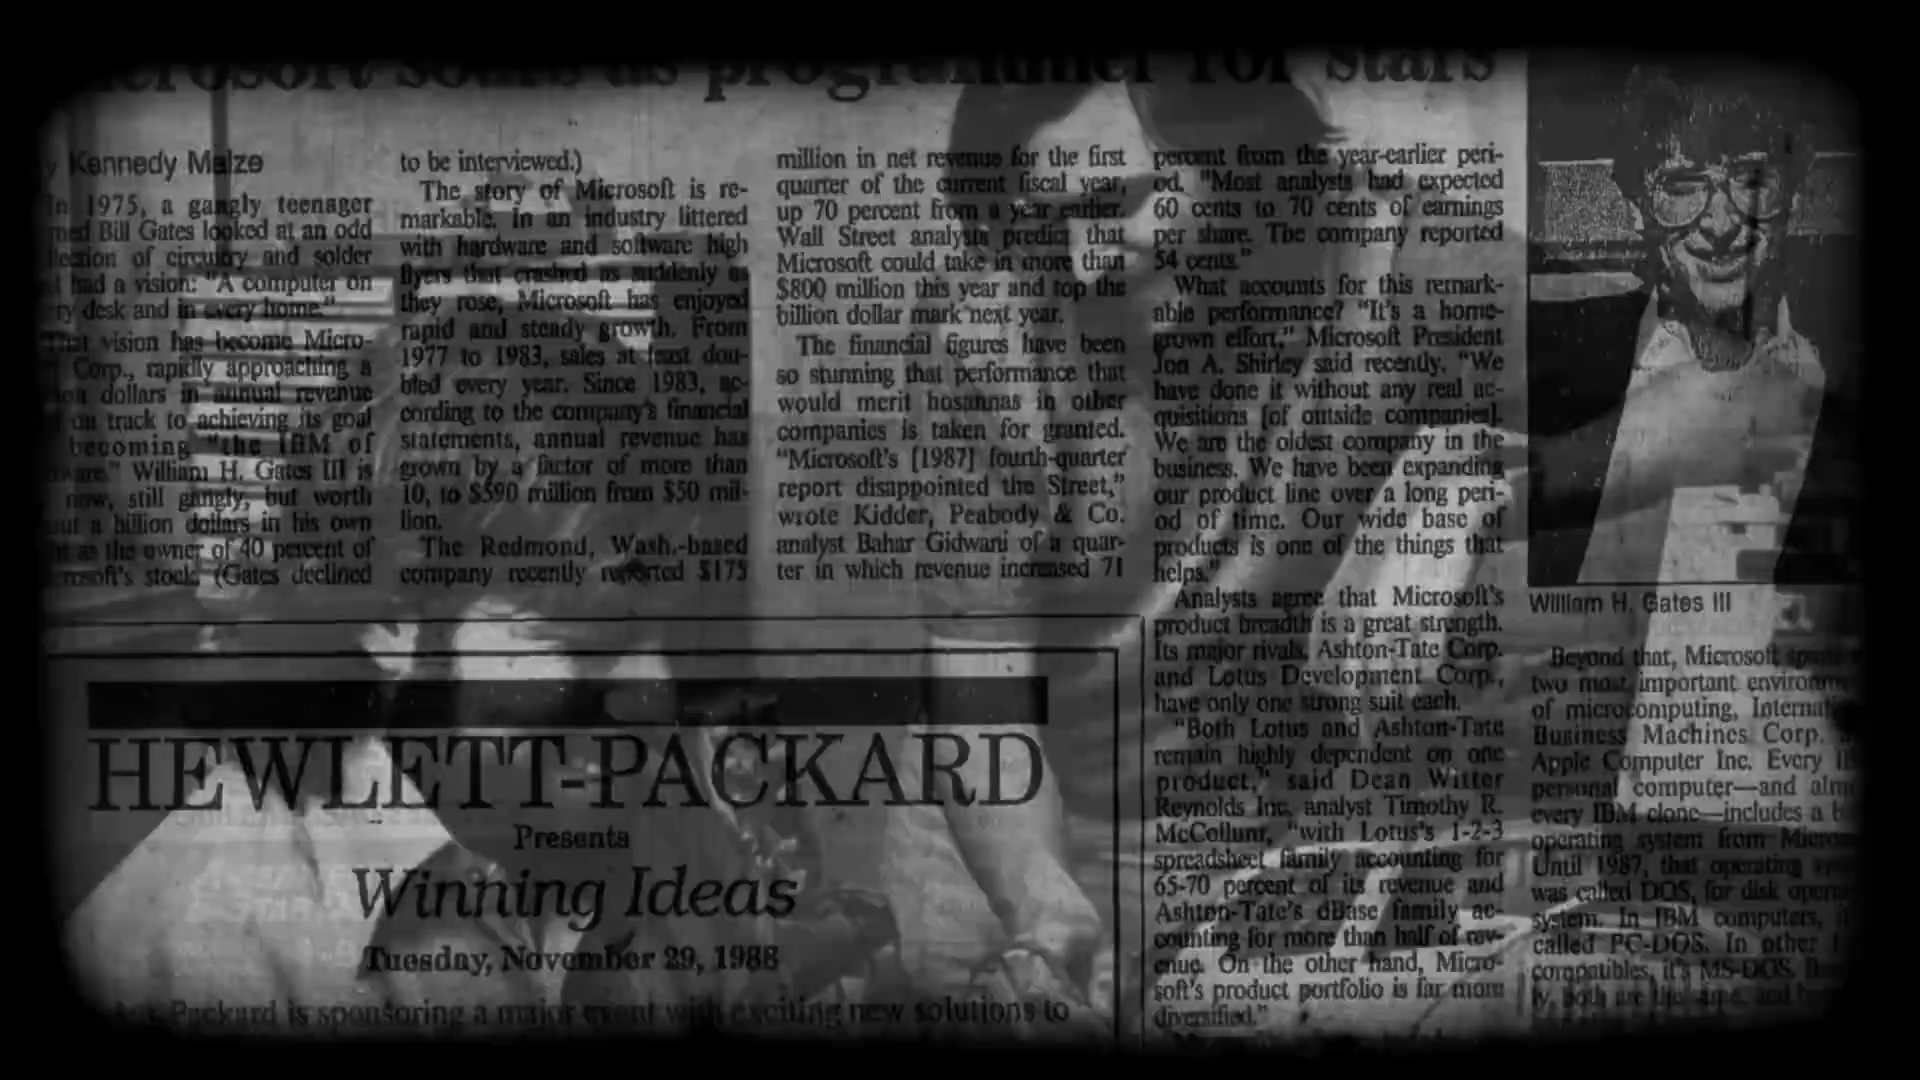 crosoft soars as programmer for stars
y Kennedy Maize
In 1975, a gangly teenager
med Bill Gates looked at an odd
lection of circuitry and solder
had a vision: "A computer on
ry desk and in every home."
That vision has become Micro-
Corp., rapidly approaching a
dollars in annual revenue
on track to achieving its goal
becoming "the IBM of
ware." William H. Gates III is
now, still gangly, but worth
out a billion dollars in his own
as the owner of 40 percent of
rosoft's stock. (Gates declined
to be interviewed.)
The story of Microsoft is re-
markable. In an industry littered
with hardware and software high
flyers that crashed as suddenly as
they rose, Microsoft has enjoyed
rapid and steady growth. From
1977 to 1983, sales at least dou-
bled every year. Since 1983, ac-
cording to the company's financial
statements, annual revenue has
grown by a factor of more than
10, to $590 million from $50 mil-
lion.
The Redmond, Wash.-based
company recently reported $175
million in net revenue for the first
quarter of the current fiscal year,
up 70 percent from a year earlier.
Wall Street analysts predict that
Microsoft could take in more than
$800 million this year and top the
billion dollar mark next year.
The financial figures have been
so stunning that performance that
would merit hosannas in other
companies is taken for granted.
"Microsoft's [1987] fourth-quarter
report disappointed the Street,"
wrote Kidder, Peabody & Co.
analyst Bahar Gidwani of a quar-
ter in which revenue increased 71
percent from the year-earlier peri-
od. "Most analysts had expected
60 cents to 70 cents of earnings
per share. The company reported
54 cents."
What accounts for this remark-
able performance? "It's a home-
grown effort," Microsoft President
Jon A. Shirley said recently. "We
have done it without any real ac-
quisitions [of outside companies].
We are the oldest company in the
business. We have been expanding
our product line over a long peri-
od of time. Our wide base of
products is one of the things that
helps."
Analysts agree that Microsoft's
product breadth is a great strength.
Its major rivals, Ashton-Tate Corp.
and Lotus Development Corp.,
have only one strong suit each.
"Both Lotus and Ashton-Tate
remain highly dependent on one
product," said Dean Witter
Reynolds Inc. analyst Timothy R.
McCollum, "with Lotus's 1-2-3
spreadsheet family accounting for
65-70 percent of its revenue and
Ashton-Tate's dBase family ac-
counting for more than half of rev-
enue. On the other hand, Micro-
soft's product portfolio is far more
diversified."
William H. Gates III
Beyond that, Microsoft
two most important environm
of microcomputing, Internat
Business Machines Corp.
Apple Computer Inc. Every
personal computer—and alm
every IBM clone—includes a b
operating system from Micro
Until 1987, that operating
was called DOS, for disk opera
system. In IBM computers,
called PC-DOS. In other
compatibles, it's MS-DOS.
ly, both are the same, and
HEWLETT-PACKARD
Presents
Winning Ideas
Tuesday, November 29, 1988
Packard is sponsoring a major event with exciting new solutions to